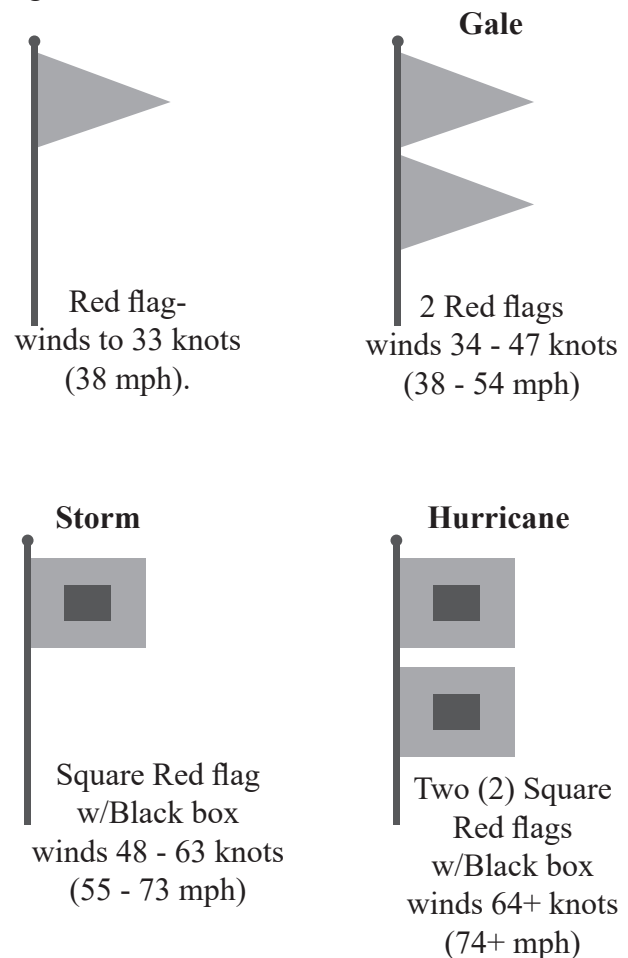 Gale
Red flag-
winds to 33 knots
(38 mph).
2 Red flags
winds 34 - 47 knots
(38 - 54 mph)
Storm
Hurricane
Square Red flag
w/Black box
winds 48 - 63 knots
(55 - 73 mph)
Two (2) Square
Red flags
w/Black box
winds 64+ knots
(74+ mph)